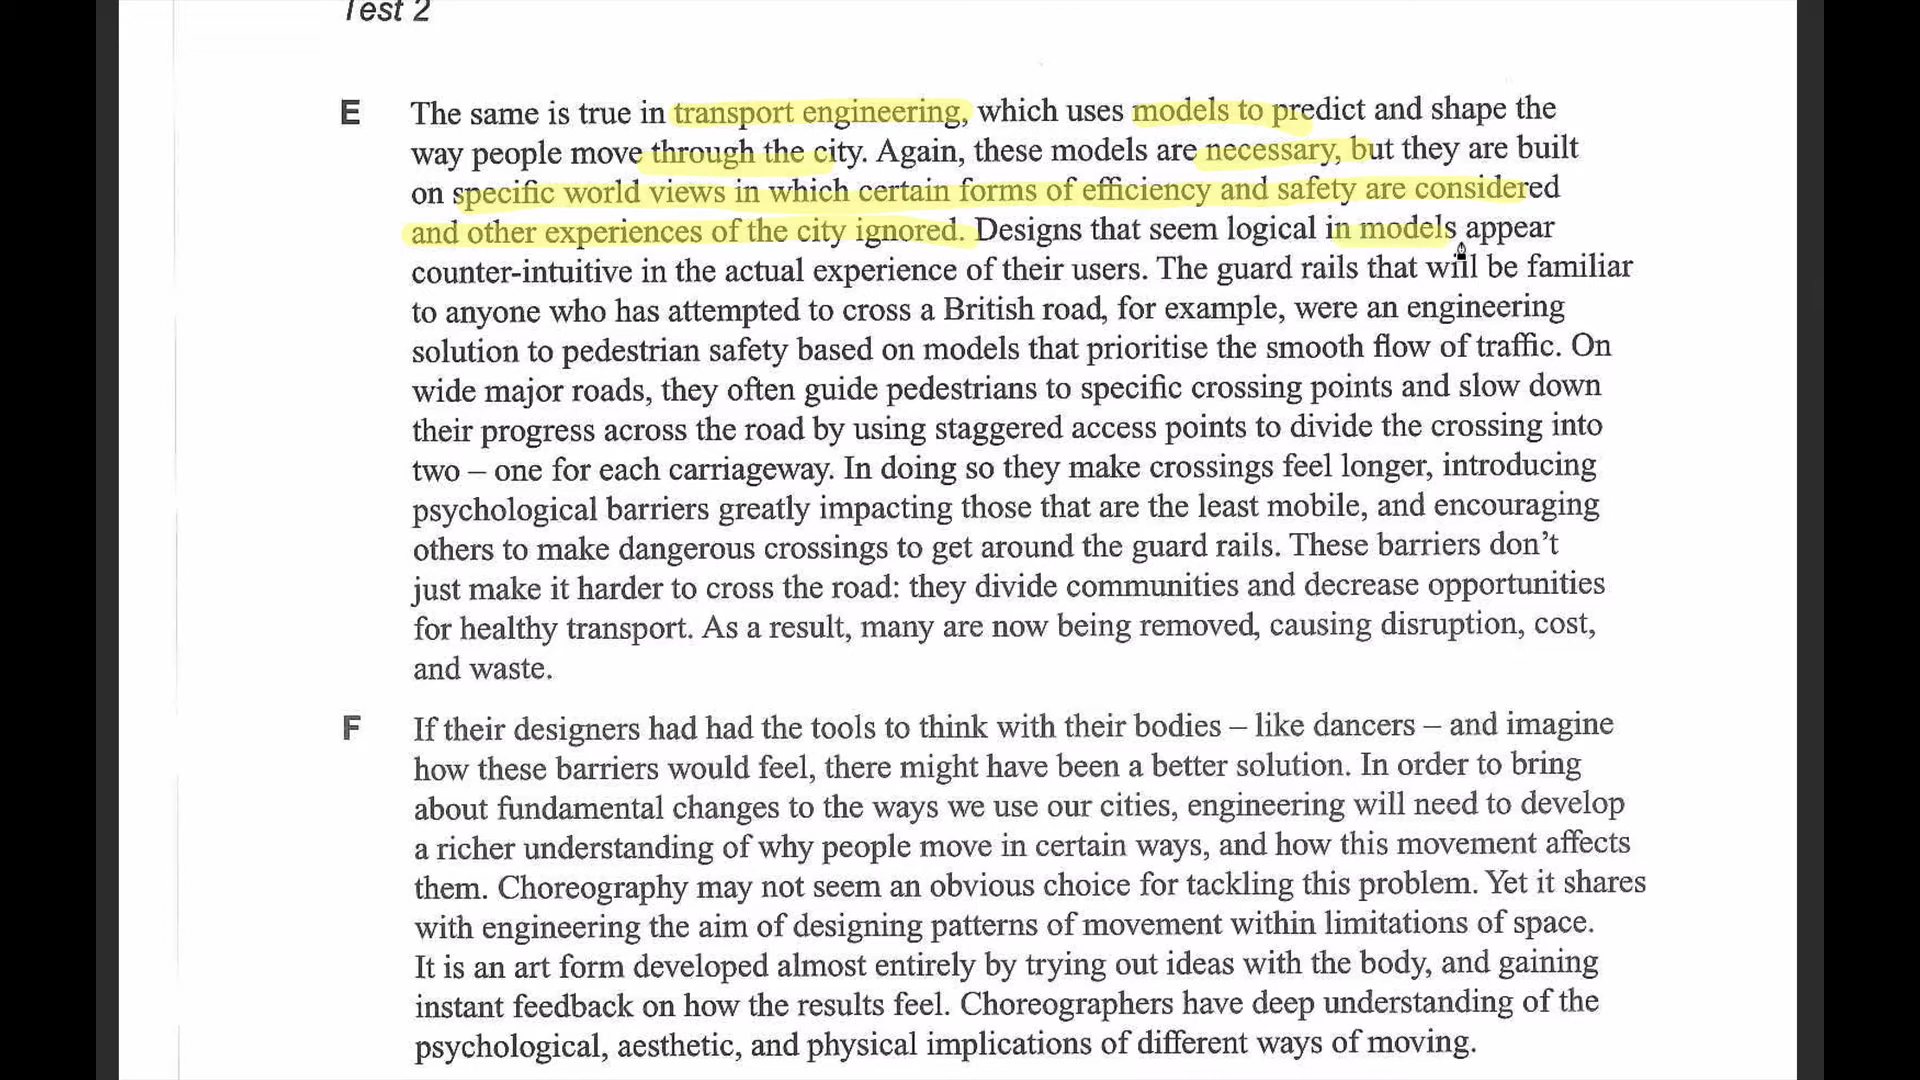 Test 2
E The same is true in transport engineering, which uses models to predict and shape the
way people move through the city. Again, these models are necessary, but they are built
on specific world views in which certain forms of efficiency and safety are considered
and other experiences of the city ignored. Designs that seem logical in models appear
counter-intuitive in the actual experience of their users. The guard rails that will be familiar
to anyone who has attempted to cross a British road, for example, were an engineering
solution to pedestrian safety based on models that prioritise the smooth flow of traffic. On
wide major roads, they often guide pedestrians to specific crossing points and slow down
their progress across the road by using staggered access points to divide the crossing into
two – one for each carriageway. In doing so they make crossings feel longer, introducing
psychological barriers greatly impacting those that are the least mobile, and encouraging
others to make dangerous crossings to get around the guard rails. These barriers don’t
just make it harder to cross the road: they divide communities and decrease opportunities
for healthy transport. As a result, many are now being removed, causing disruption, cost,
and waste.
F If their designers had had the tools to think with their bodies – like dancers – and imagine
how these barriers would feel, there might have been a better solution. In order to bring
about fundamental changes to the ways we use our cities, engineering will need to develop
a richer understanding of why people move in certain ways, and how this movement affects
them. Choreography may not seem an obvious choice for tackling this problem. Yet it shares
with engineering the aim of designing patterns of movement within limitations of space.
It is an art form developed almost entirely by trying out ideas with the body, and gaining
instant feedback on how the results feel. Choreographers have deep understanding of the
psychological, aesthetic, and physical implications of different ways of moving.